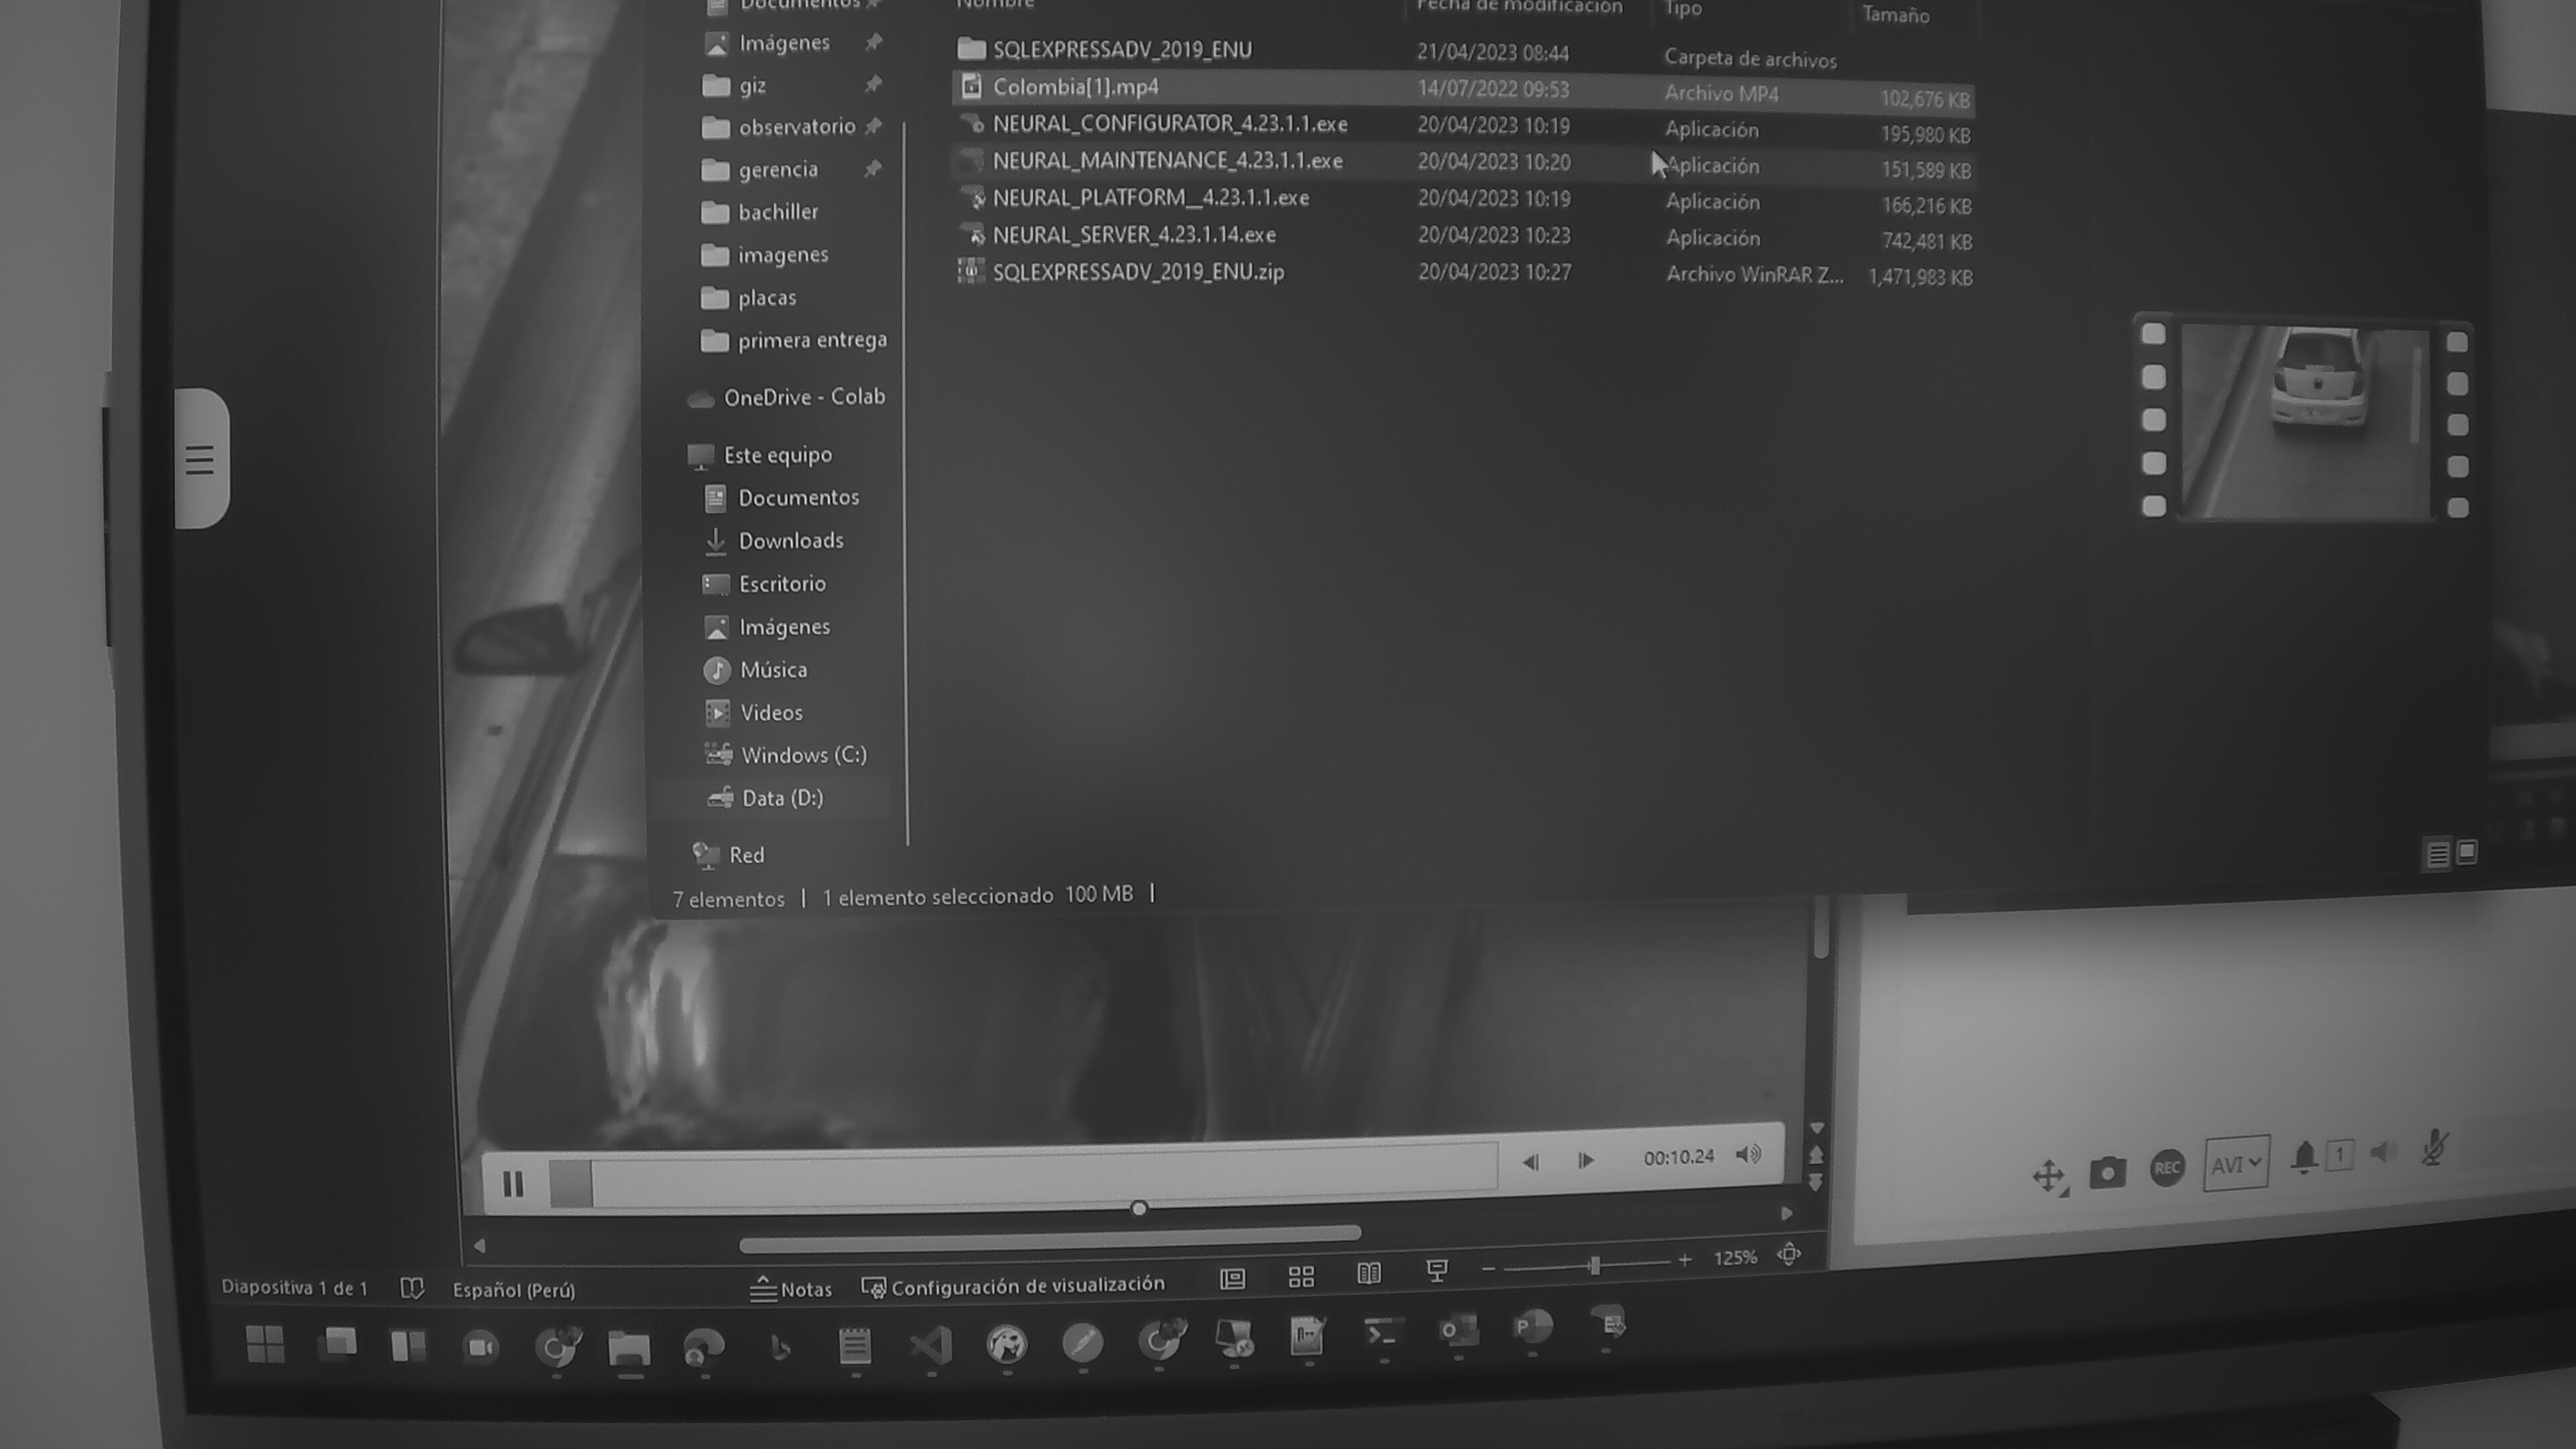 Documentos
Nombre Fecha de modificación Tipo Tamaño
Imágenes
giz
observatorio
gerencia
bachiller
imagenes
placas
primera entrega
OneDrive - Colab
Este equipo
Documentos
Downloads
Escritorio
Imágenes
Música
Videos
Windows (C:)
Data (D:)
Red
SQLEXPRESSADV_2019_ENU 21/04/2023 08:44 Carpeta de archivos
Colombia[1].mp4 14/07/2022 09:53 Archivo MP4 102,676 KB
NEURAL_CONFIGURATOR_4.23.1.1.exe 20/04/2023 10:19 Aplicación 195,980 KB
NEURAL_MAINTENANCE_4.23.1.1.exe 20/04/2023 10:20 Aplicación 151,589 KB
NEURAL_PLATFORM__4.23.1.1.exe 20/04/2023 10:19 Aplicación 166,216 KB
NEURAL_SERVER_4.23.1.14.exe 20/04/2023 10:23 Aplicación 742,481 KB
SQLEXPRESSADV_2019_ENU.zip 20/04/2023 10:27 Archivo WinRAR Z... 1,471,983 KB
7 elementos | 1 elemento seleccionado 100 MB |
00:10.24
REC AVI 1
Diapositiva 1 de 1 Español (Perú) Notas Configuración de visualización 125%